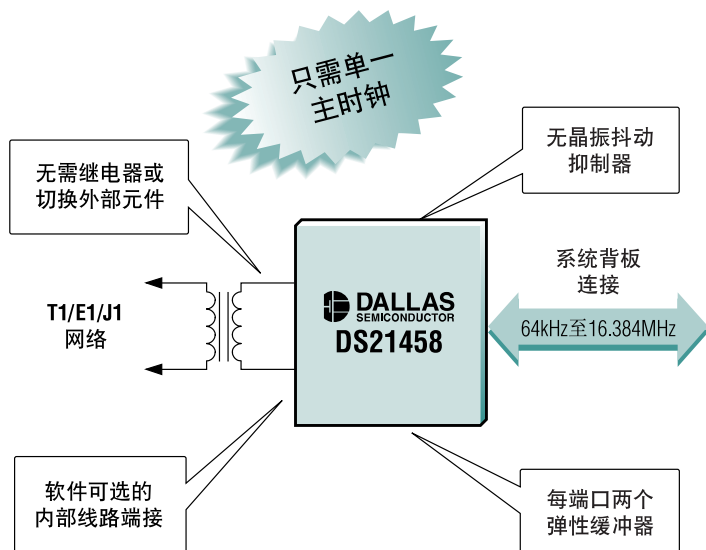 只需单一
主时钟
无需继电器或
切换外部元件
无晶振抖动
抑制器
T1/E1/J1
网络
DALLAS
SEMICONDUCTOR
DS21458
系统背板
连接
64kHz至16.384MHz
软件可选的
内部线路端接
每端口两个
弹性缓冲器